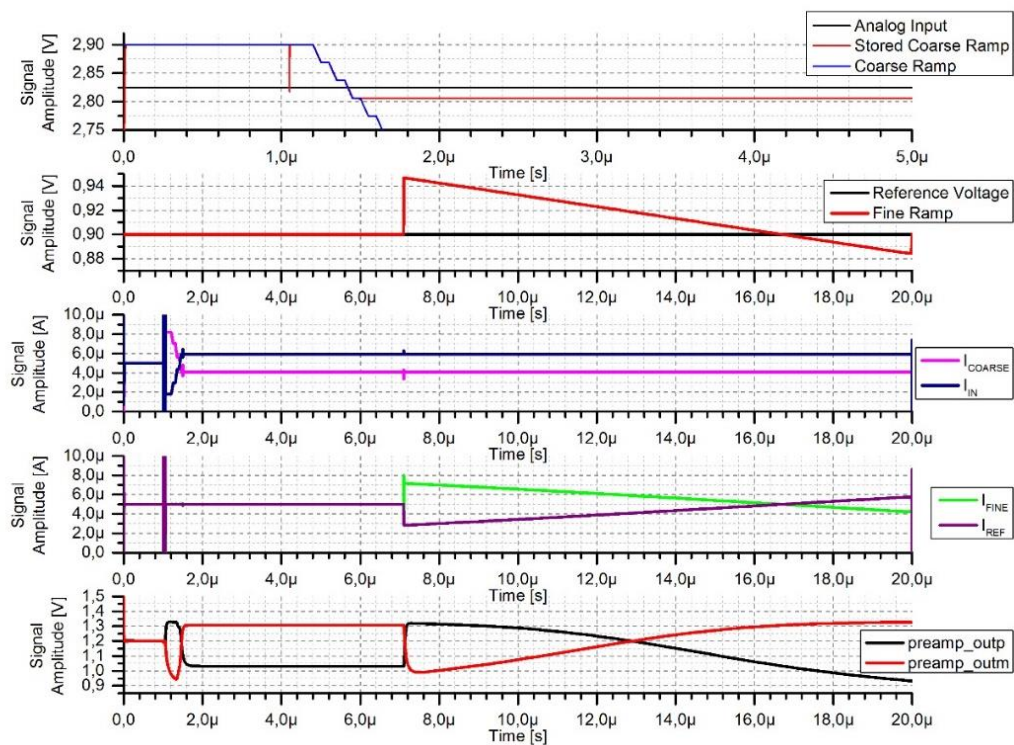 Analog Input
Stored Coarse Ramp
Coarse Ramp
Signal
Amplitude [V]
2,90
2,85
2,80
2,75
0,0 1,0µ 2,0µ 3,0µ 4,0µ 5,0µ
Time [s]
Reference Voltage
Fine Ramp
Signal
Amplitude [V]
0,94
0,92
0,90
0,88
0,0 2,0µ 4,0µ 6,0µ 8,0µ 10,0µ 12,0µ 14,0µ 16,0µ 18,0µ 20,0µ
Time [s]
Signal
Amplitude [A]
10,0µ
8,0µ
6,0µ
4,0µ
2,0µ
0,0
I_COARSE
I_IN
0,0 2,0µ 4,0µ 6,0µ 8,0µ 10,0µ 12,0µ 14,0µ 16,0µ 18,0µ 20,0µ
Time [s]
Signal
Amplitude [A]
10,0µ
8,0µ
6,0µ
4,0µ
2,0µ
0,0
I_FINE
I_REF
0,0 2,0µ 4,0µ 6,0µ 8,0µ 10,0µ 12,0µ 14,0µ 16,0µ 18,0µ 20,0µ
Time [s]
Signal
Amplitude [V]
1,5
1,4
1,3
1,2
1,1
1,0
0,9
preamp_outp
preamp_outm
0,0 2,0µ 4,0µ 6,0µ 8,0µ 10,0µ 12,0µ 14,0µ 16,0µ 18,0µ 20,0µ
Time [s]